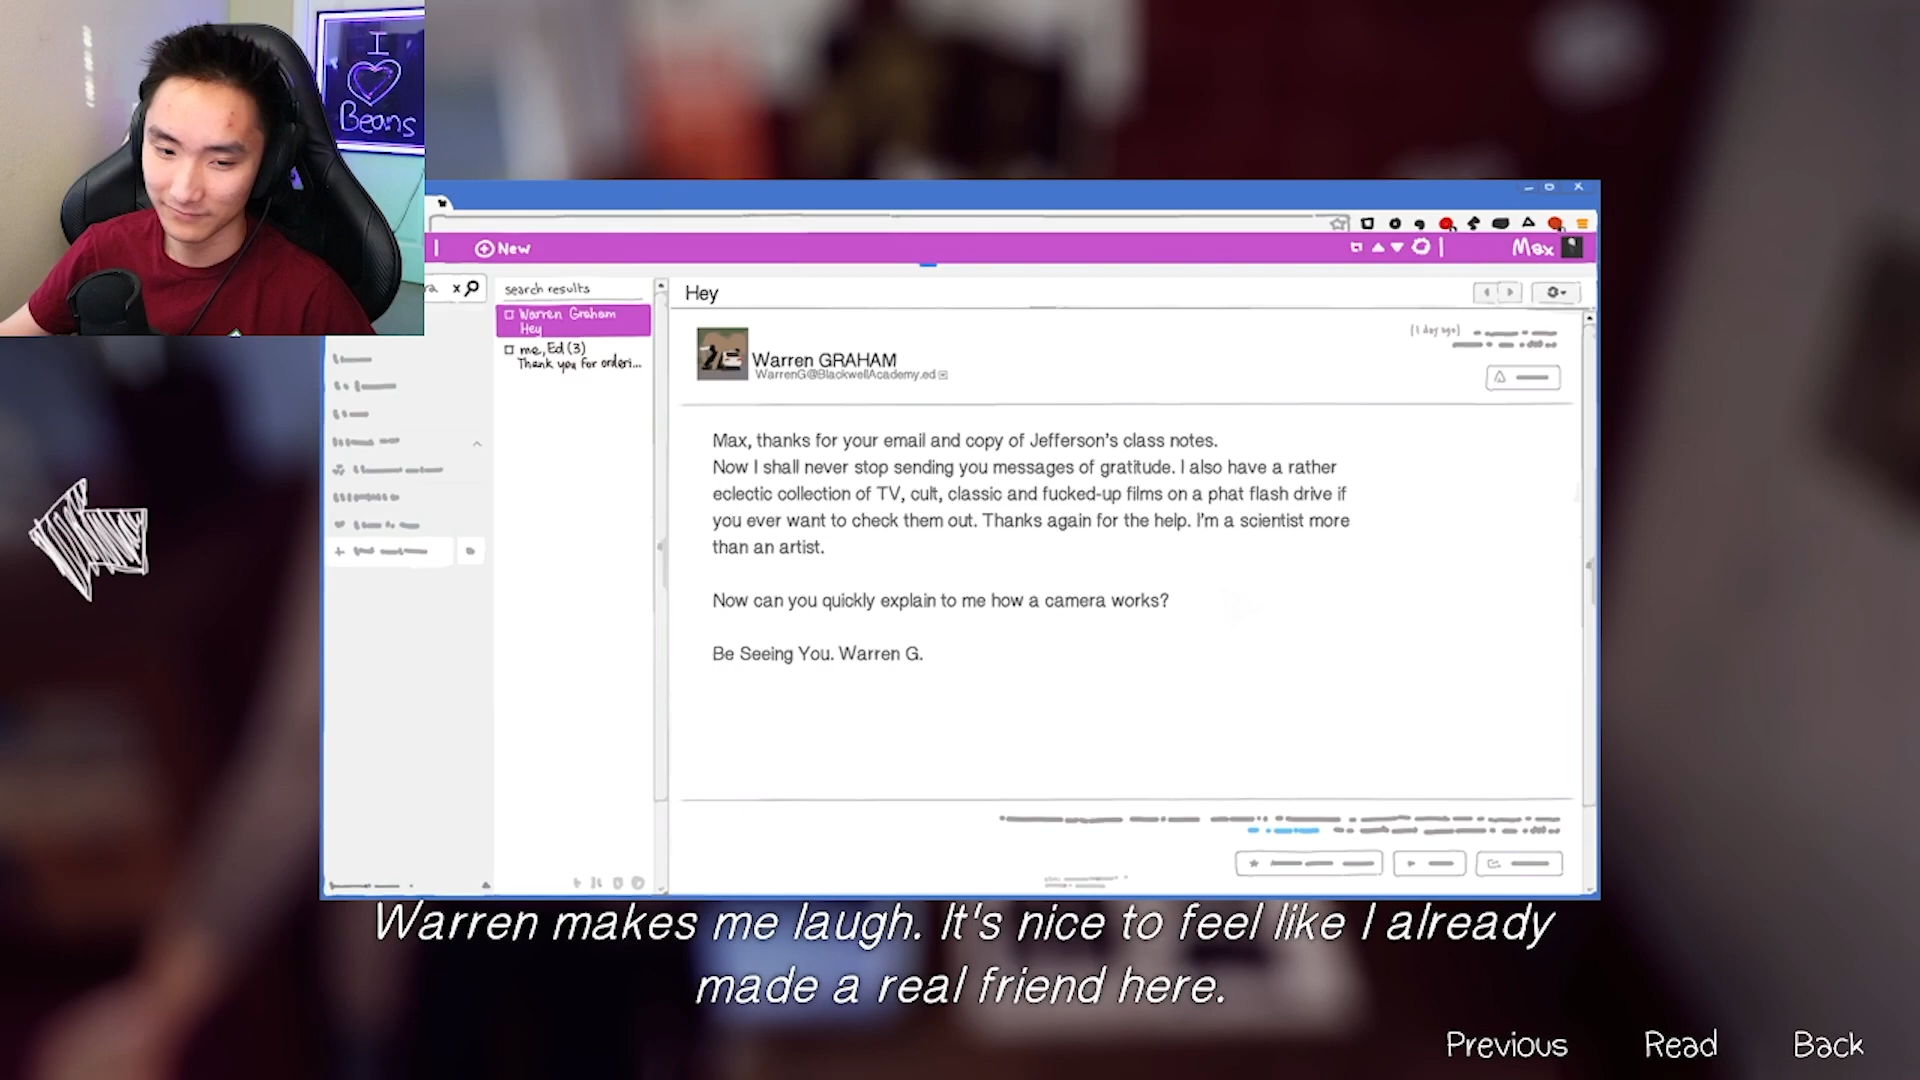 I
Beans
New
Max
ra
x
search results
Warren Graham
Hey
me, Ed (3)
Thank you for orderi...
Hey
(1 day ago)
Warren GRAHAM
WarrenG@BlackwellAcademy.ed
Max, thanks for your email and copy of Jefferson's class notes.
Now I shall never stop sending you messages of gratitude. I also have a rather
eclectic collection of TV, cult, classic and fucked-up films on a phat flash drive if
you ever want to check them out. Thanks again for the help. I'm a scientist more
than an artist.
Now can you quickly explain to me how a camera works?
Be Seeing You. Warren G.
Warren makes me laugh. It's nice to feel like I already
made a real friend here.
Previous
Read
Back